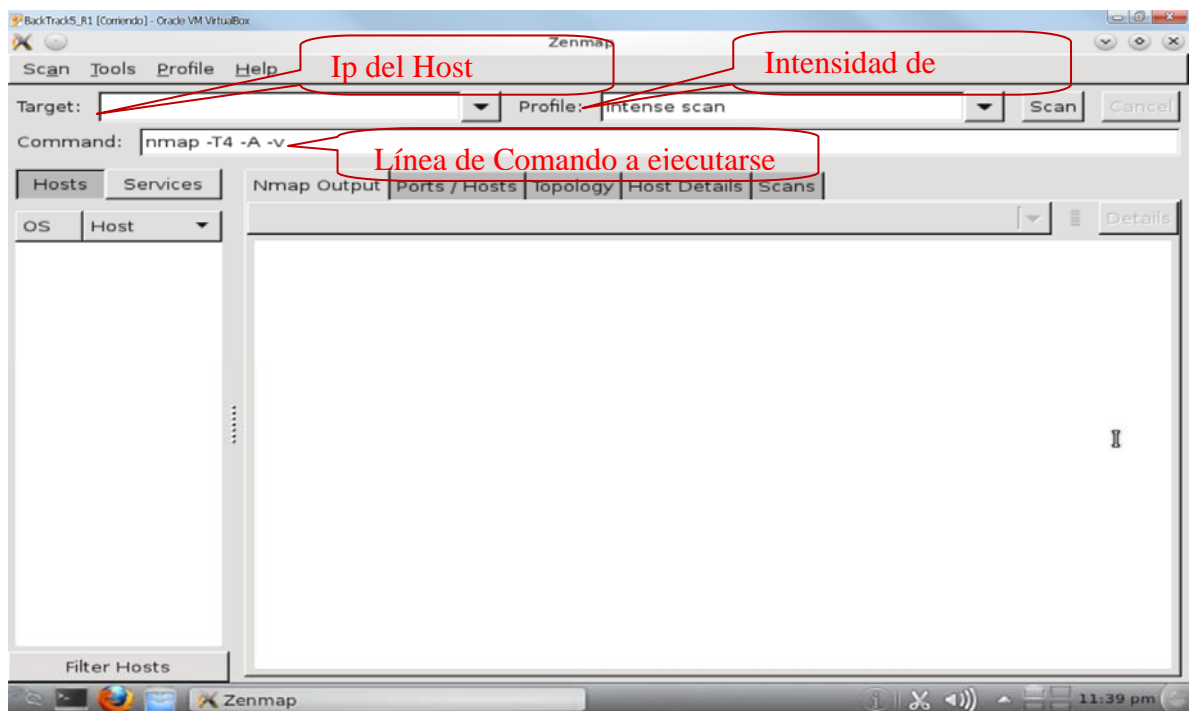 BackTrack5_R1 [Corriendo] - Oracle VM VirtualBox
Zenmap
Scan Tools Profile Help
Ip del Host
Intensidad de
Target:
Profile: Intense scan
Scan Cancel
Command: nmap -T4 -A -v
Línea de Comando a ejecutarse
Hosts Services
Nmap Output Ports / Hosts Topology Host Details Scans
OS Host
Details
Filter Hosts
Zenmap
11:39 pm